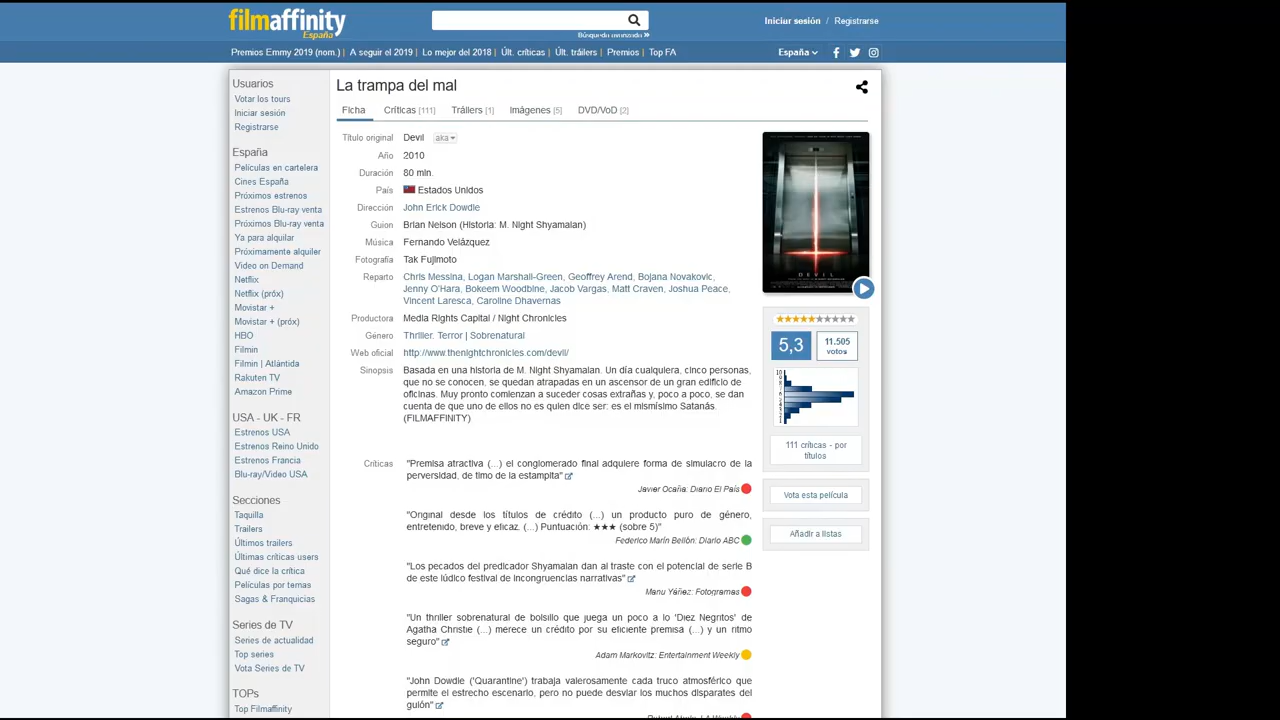 filmaffinity
España
Búsqueda avanzada
Iniciar sesión / Registrarse
Premios Emmy 2019 (nom.) | A seguir el 2019 | Lo mejor del 2018 | Últ. críticas | Últ. tráilers | Premios | Top FA
España
Usuarios
Votar los tours
Iniciar sesión
Registrarse
España
Películas en cartelera
Cines España
Próximos estrenos
Estrenos Blu-ray venta
Próximos Blu-ray venta
Ya para alquilar
Próximamente alquiler
Video on Demand
Netflix
Netflix (próx)
Movistar +
Movistar + (próx)
HBO
Filmin
Filmin | Atlántida
Rakuten TV
Amazon Prime
USA - UK - FR
Estrenos USA
Estrenos Reino Unido
Estrenos Francia
Blu-ray/Video USA
Secciones
Taquilla
Trailers
Últimos trailers
Últimas críticas users
Qué dice la crítica
Películas por temas
Sagas & Franquicias
Series de TV
Series de actualidad
Top series
Vota Series de TV
TOPs
Top Filmaffinity
La trampa del mal
Ficha Críticas [111] Tráilers [1] Imágenes [5] DVD/VoD [2]
Título original Devil aka
Año 2010
Duración 80 min.
País Estados Unidos
Dirección John Erick Dowdle
Guion Brian Nelson (Historia: M. Night Shyamalan)
Música Fernando Velázquez
Fotografía Tak Fujimoto
Reparto Chris Messina, Logan Marshall-Green, Geoffrey Arend, Bojana Novakovic,
Jenny O'Hara, Bokeem Woodbine, Jacob Vargas, Matt Craven, Joshua Peace,
Vincent Laresca, Caroline Dhavernas
Productora Media Rights Capital / Night Chronicles
Género Thriller. Terror | Sobrenatural
Web oficial http://www.thenightchronicles.com/devil/
Sinopsis Basada en una historia de M. Night Shyamalan. Un día cualquiera, cinco personas,
que no se conocen, se quedan atrapadas en un ascensor de un gran edificio de
oficinas. Muy pronto comienzan a suceder cosas extrañas y, poco a poco, se dan
cuenta de que uno de ellos no es quien dice ser: es el mismísimo Satanás.
(FILMAFFINITY)
Críticas "Premisa atractiva (...) el conglomerado final adquiere forma de simulacro de la
perversidad, de timo de la estampita"
Javier Ocaña: Diario El País
"Original desde los títulos de crédito (...) un producto puro de género,
entretenido, breve y eficaz. (...) Puntuación: ★★★ (sobre 5)"
Federico Marín Bellón: Diario ABC
"Los pecados del predicador Shyamalan dan al traste con el potencial de serie B
de este lúdico festival de incongruencias narrativas"
Manu Yáñez: Fotogramas
"Un thriller sobrenatural de bolsillo que juega un poco a lo 'Diez Negritos' de
Agatha Christie (...) merece un crédito por su eficiente premisa (...) y un ritmo
seguro"
Adam Markovitz: Entertainment Weekly
"John Dowdle ('Quarantine') trabaja valerosamente cada truco atmosférico que
permite el estrecho escenario, pero no puede desviar los muchos disparates del
guión"
DEVIL
5,3
11.505
votos
10
9
8
7
6
5
4
3
2
1
111 críticas - por
títulos
Vota esta película
Añadir a listas